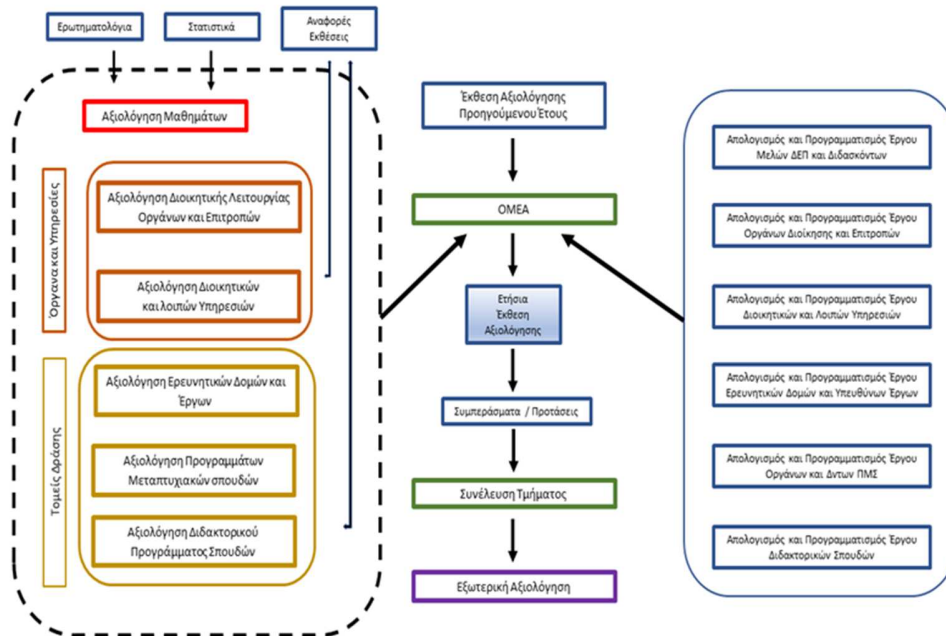 Ερωτηματολόγια
Στατιστικά
Αναφορές
Εκθέσεις
Αξιολόγηση Μαθημάτων
Όργανα και Υπηρεσίες
Αξιολόγηση Διοικητικής Λειτουργίας
Οργάνων και Επιτροπών
Αξιολόγηση Διοικητικών
και λοιπών Υπηρεσιών
Τομείς Δράσης
Αξιολόγηση Ερευνητικών Δομών και
Έργων
Αξιολόγηση Προγραμμάτων
Μεταπτυχιακών σπουδών
Αξιολόγηση Διδακτορικού
Προγράμματος Σπουδών
Έκθεση Αξιολόγησης
Προηγούμενου Έτους
ΟΜΕΑ
Ετήσια
Έκθεση
Αξιολόγησης
Συμπεράσματα / Προτάσεις
Συνέλευση Τμήματος
Εξωτερική Αξιολόγηση
Απολογισμός και Προγραμματισμός Έργου
Μελών ΔΕΠ και Διδασκόντων
Απολογισμός και Προγραμματισμός Έργου
Οργάνων Διοίκησης και Επιτροπών
Απολογισμός και Προγραμματισμός Έργου
Διοικητικών και Λοιπών Υπηρεσιών
Απολογισμός και Προγραμματισμός Έργου
Ερευνητικών Δομών και Υπευθύνων Έργων
Απολογισμός και Προγραμματισμός Έργου
Οργάνων και Δντων ΠΜΣ
Απολογισμός και Προγραμματισμός Έργου
Διδακτορικών Σπουδών